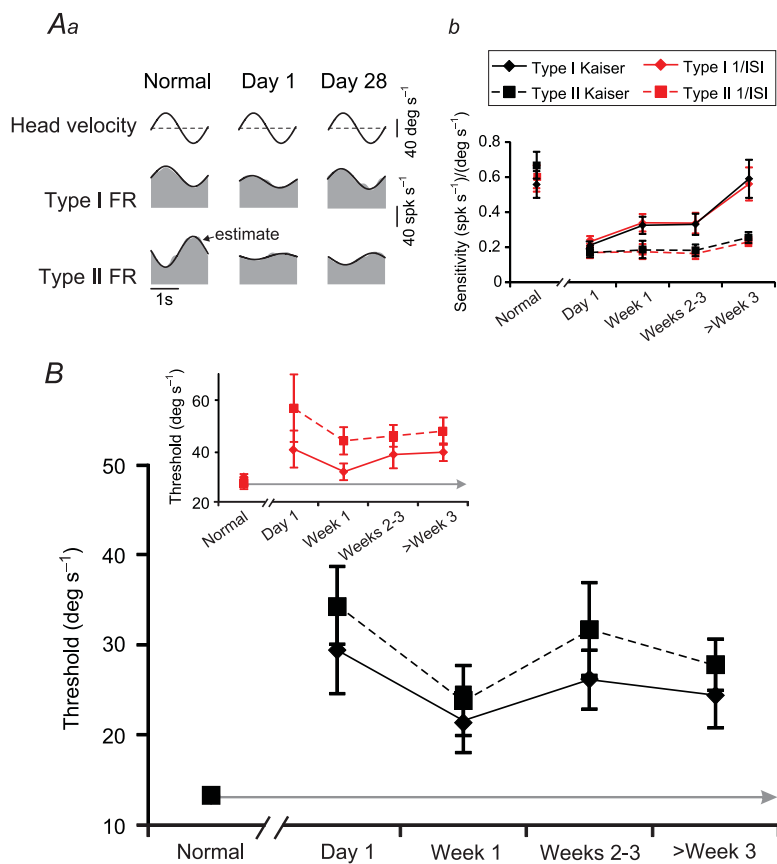 Aa
Normal Day 1 Day 28
Head velocity
40 deg s⁻¹
Type I FR
40 spk s⁻¹
estimate
Type II FR
1s
b
Type I Kaiser Type I 1/ISI
Type II Kaiser Type II 1/ISI
Sensitivity (spk s⁻¹)/(deg s⁻¹)
0.8
0.6
0.4
0.2
0
Normal Day 1 Week 1 Weeks 2-3 >Week 3
B
Threshold (deg s⁻¹)
60
40
20
Normal Day 1 Week 1 Weeks 2-3 >Week 3
Threshold (deg s⁻¹)
50
40
30
20
10
Normal Day 1 Week 1 Weeks 2-3 >Week 3